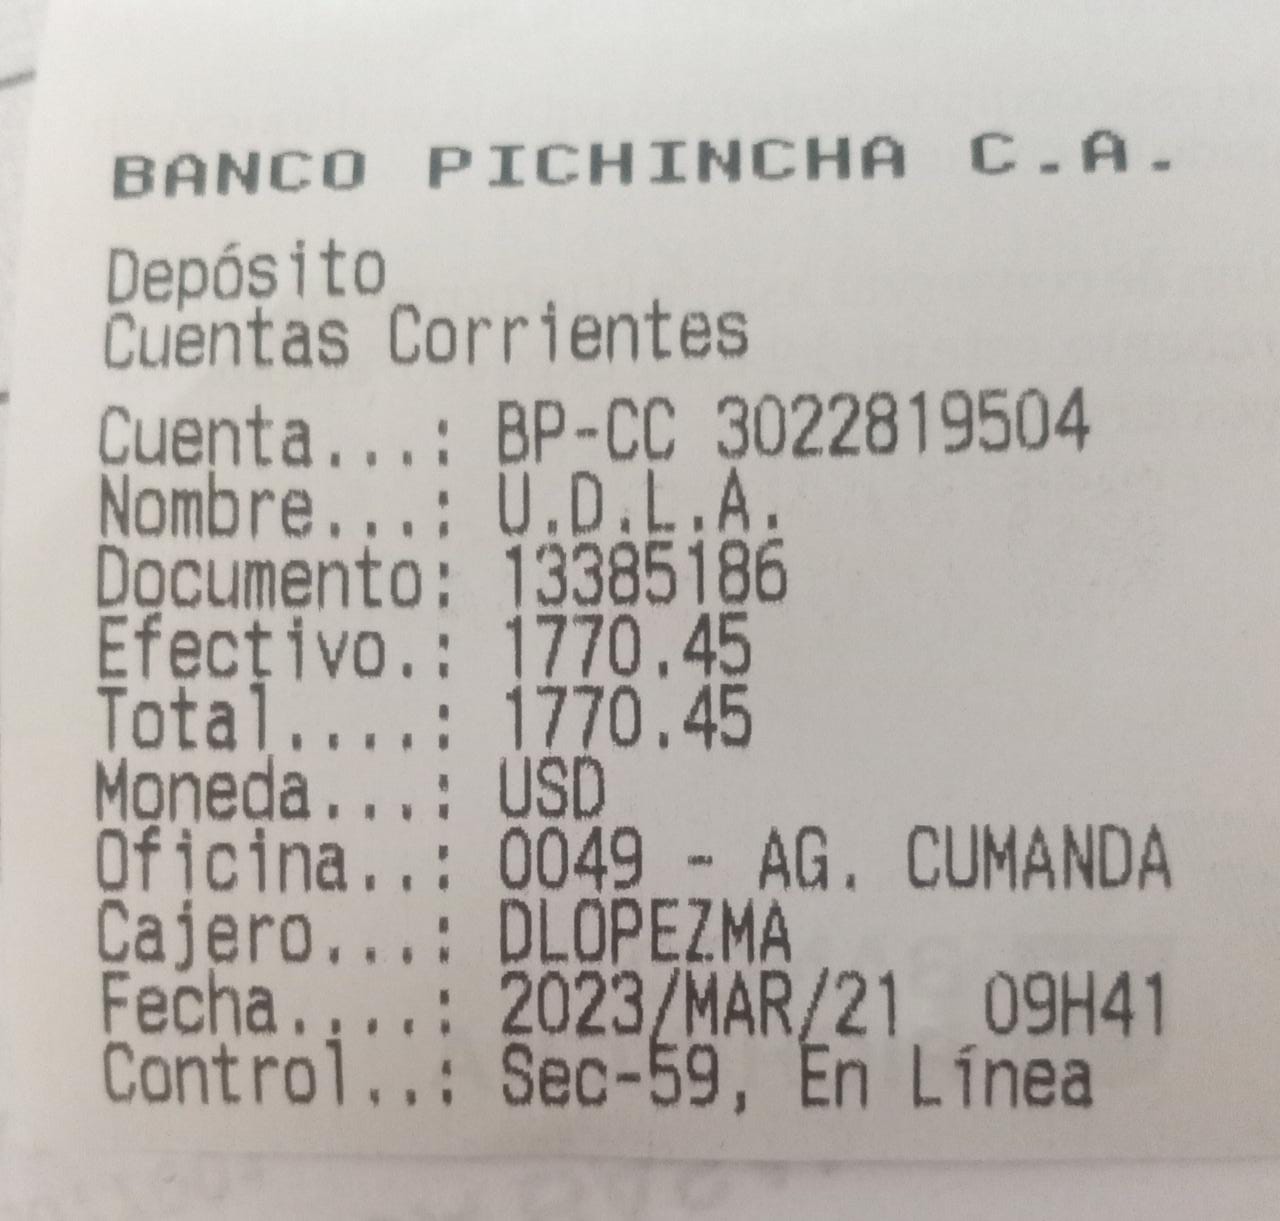 BANCO PICHINCHA C.A.
Depósito
Cuentas Corrientes
Cuenta...: BP-CC 3022819504
Nombre...: U.D.L.A.
Documento: 13385186
Efectivo.: 1770.45
Total....: 1770.45
Moneda...: USD
Oficina..: 0049 - AG. CUMANDA
Cajero...: DLOPEZMA
Fecha....: 2023/MAR/21  09H41
Control..: Sec-59, En Línea